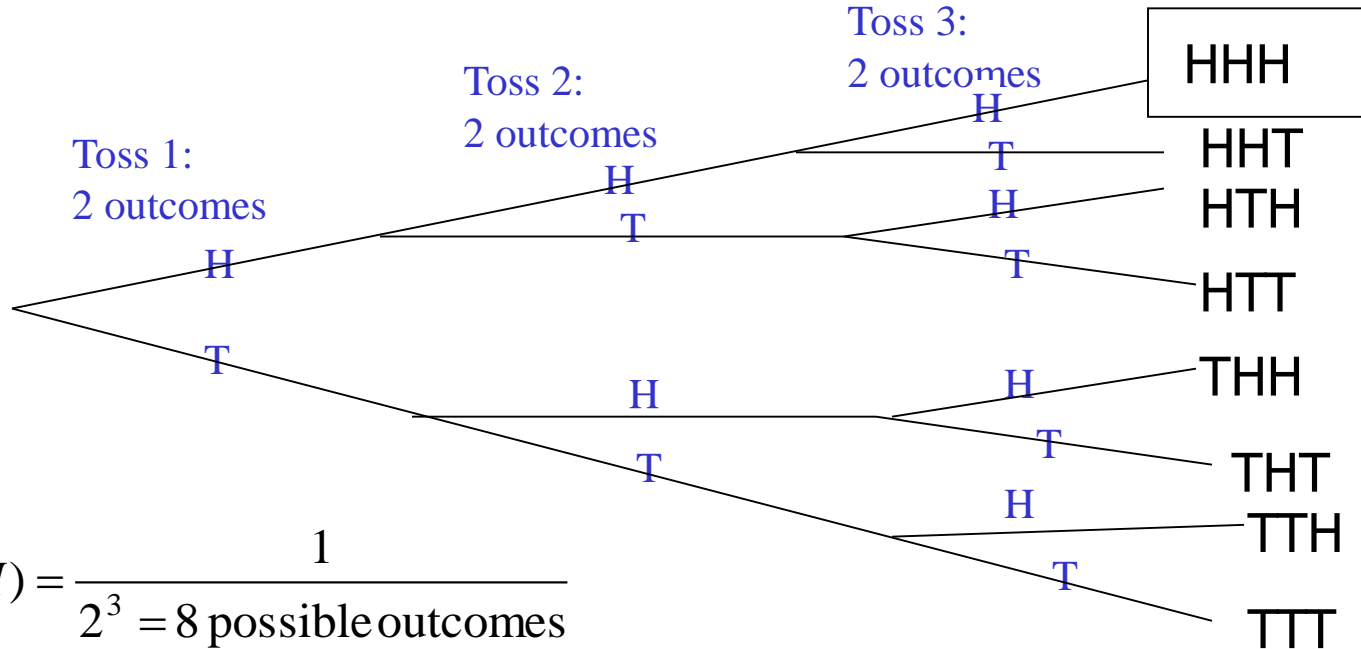 Toss 1:
2 outcomes
Toss 2:
2 outcomes
Toss 3:
2 outcomes
H
T
H
T
H
T
H
T
H
T
H
T
H
T
HHH
HHT
HTH
HTT
THH
THT
TTH
TTT
) = 1 / 2³ = 8 possible outcomes